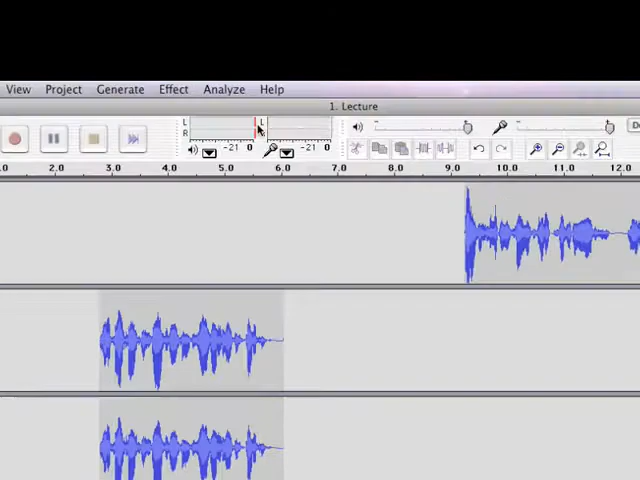 View Project Generate Effect Analyze Help
1. Lecture
L L
R R
-21 0 -21 0
.0 2.0 3.0 4.0 5.0 6.0 7.0 8.0 9.0 10.0 11.0 12.0